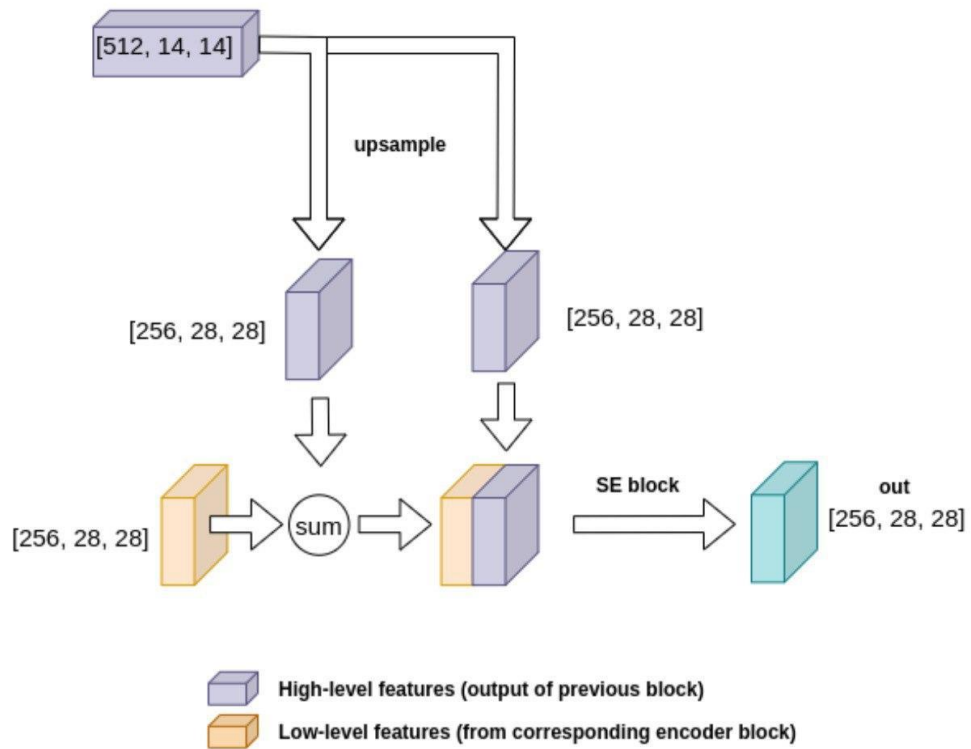 [512, 14, 14]
upsample
[256, 28, 28]
[256, 28, 28]
[256, 28, 28]
sum
SE block
out
[256, 28, 28]
High-level features (output of previous block)
Low-level features (from corresponding encoder block)